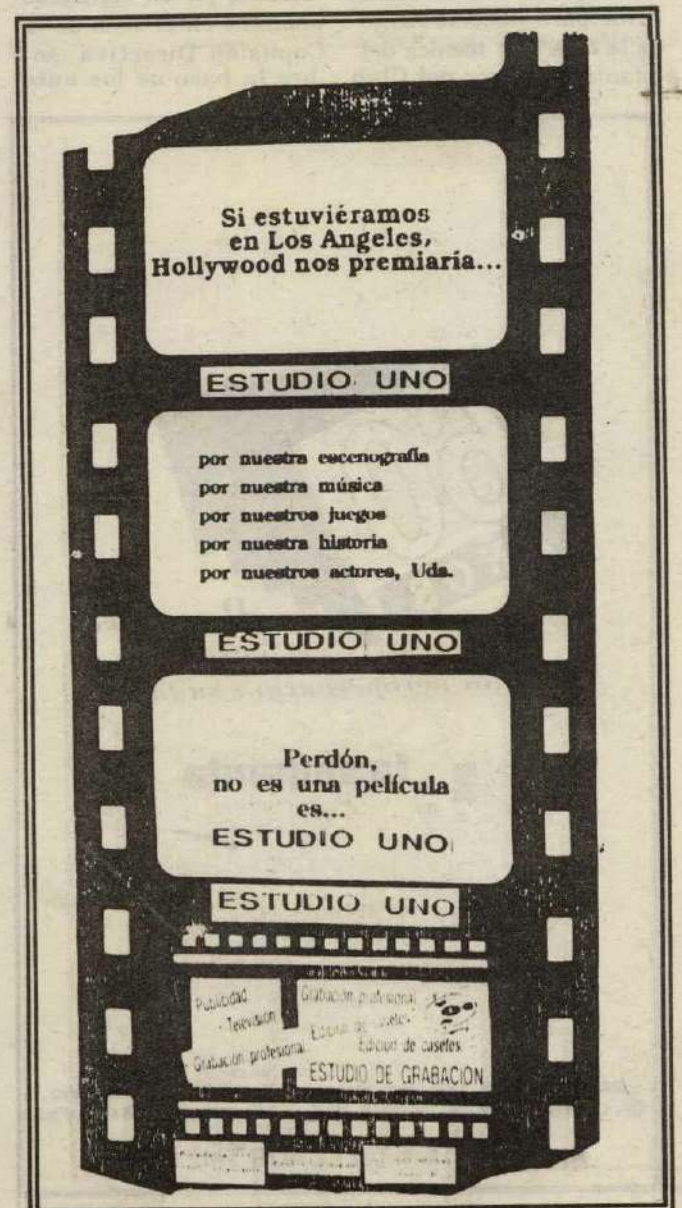 Si estuviéramos
en Los Angeles,
Hollywood nos premiaría...
ESTUDIO UNO
por nuestra escenografía
por nuestra música
por nuestros juegos
por nuestra historia
por nuestros actores, Uds.
ESTUDIO UNO
Perdón,
no es una película
es...
ESTUDIO UNO
ESTUDIO UNO
Publicidad
Televisión
Grabación profesional
Grabación profesional
Edición de casetes
Edición de casetes
ESTUDIO DE GRABACION